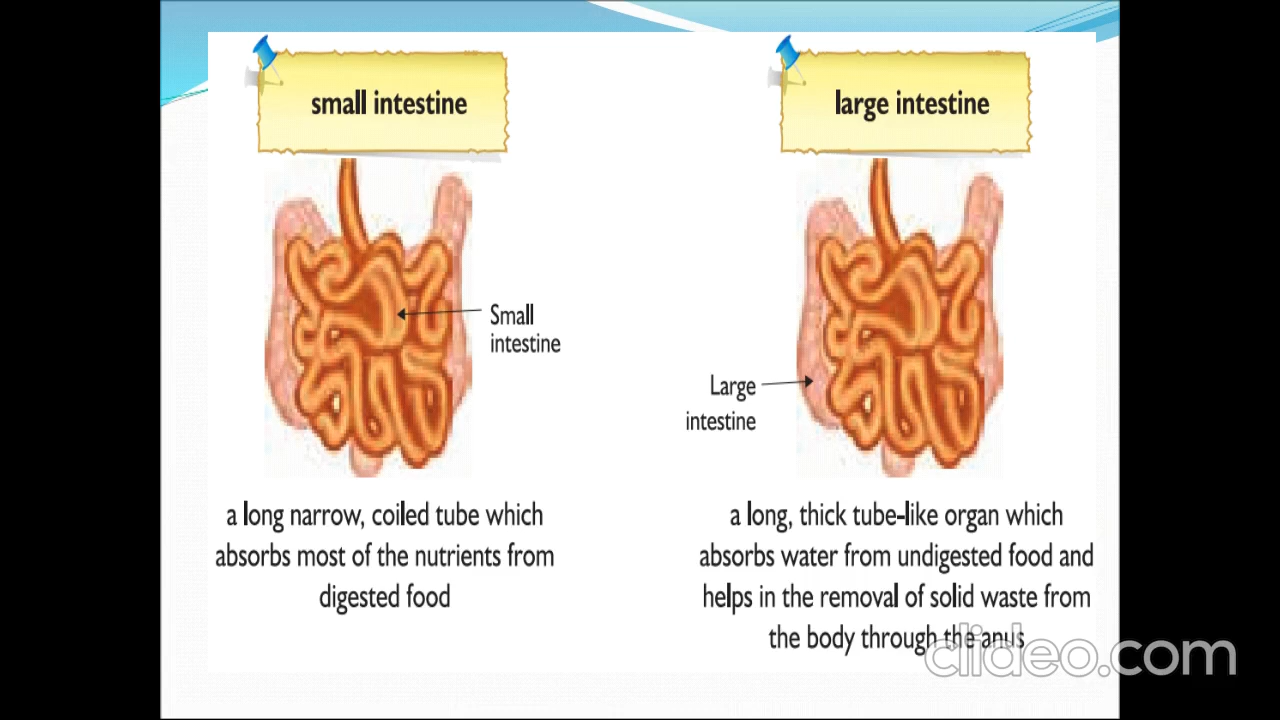 small intestine
Small
intestine
a long narrow, coiled tube which
absorbs most of the nutrients from
digested food
large intestine
Large
intestine
a long, thick tube-like organ which
absorbs water from undigested food and
helps in the removal of solid waste from
the body through the anus
clideo.com